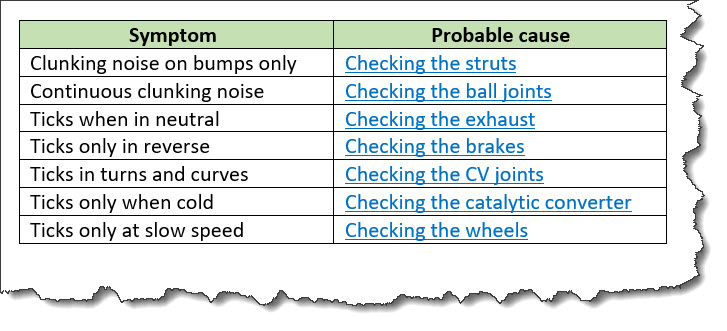 Symptom Probable cause
Clunking noise on bumps only Checking the struts
Continuous clunking noise Checking the ball joints
Ticks when in neutral Checking the exhaust
Ticks only in reverse Checking the brakes
Ticks in turns and curves Checking the CV joints
Ticks only when cold Checking the catalytic converter
Ticks only at slow speed Checking the wheels